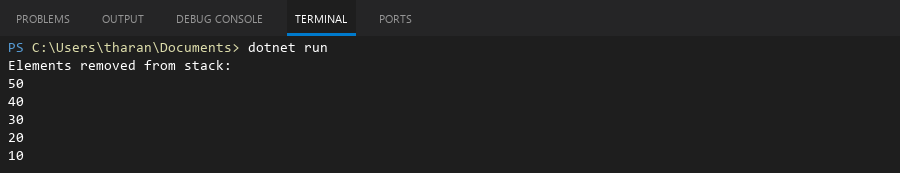 PROBLEMS OUTPUT DEBUG CONSOLE TERMINAL PORTS
PS C:\Users\tharan\Documents> dotnet run
Elements removed from stack:
50
40
30
20
10